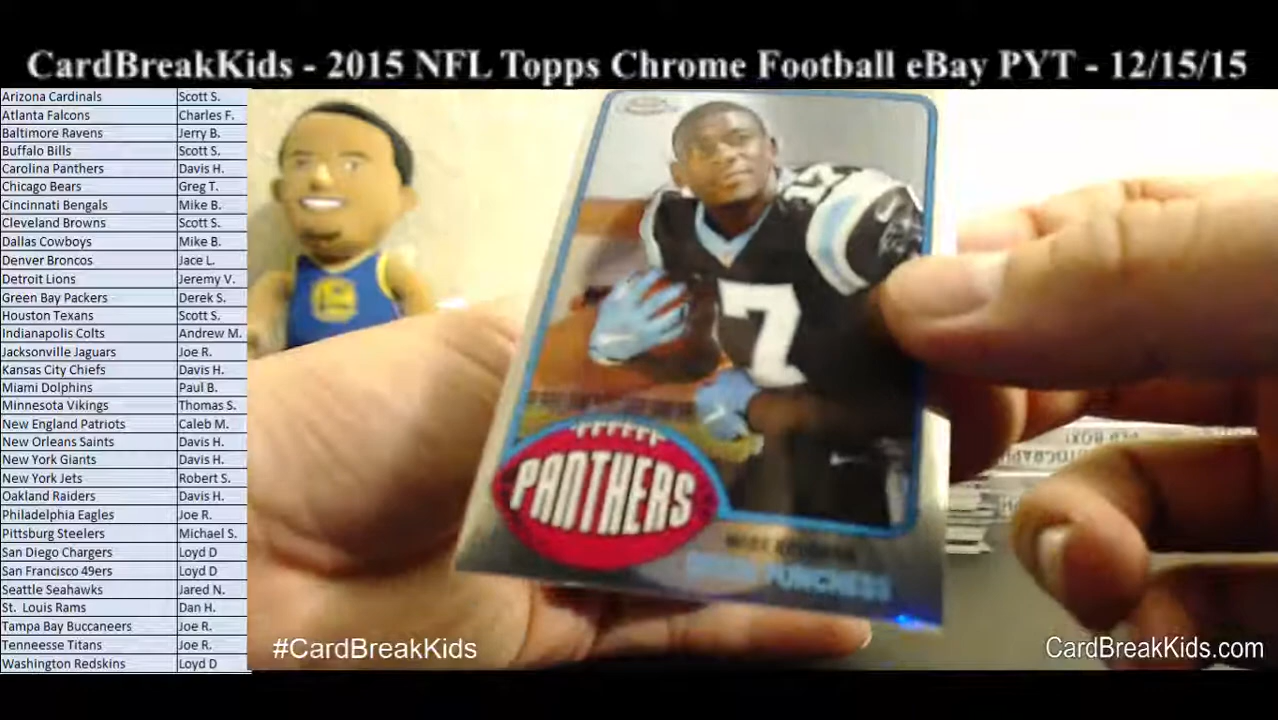 CardBreakKids - 2015 NFL Topps Chrome Football eBay PYT - 12/15/15
Arizona Cardinals Scott S.
Atlanta Falcons Charles F.
Baltimore Ravens Jerry B.
Buffalo Bills Scott S.
Carolina Panthers Davis H.
Chicago Bears Greg T.
Cincinnati Bengals Mike B.
Cleveland Browns Scott S.
Dallas Cowboys Mike B.
Denver Broncos Jace L.
Detroit Lions Jeremy V.
Green Bay Packers Derek S.
Houston Texans Scott S.
Indianapolis Colts Andrew M.
Jacksonville Jaguars Joe R.
Kansas City Chiefs Davis H.
Miami Dolphins Paul B.
Minnesota Vikings Thomas S.
New England Patriots Caleb M.
New Orleans Saints Davis H.
New York Giants Davis H.
New York Jets Robert S.
Oakland Raiders Davis H.
Philadelphia Eagles Joe R.
Pittsburg Steelers Michael S.
San Diego Chargers Loyd D
San Francisco 49ers Loyd D
Seattle Seahawks Jared N.
St. Louis Rams Dan H.
Tampa Bay Buccaneers Joe R.
Tenneesse Titans Joe R.
Washington Redskins Loyd D
17
PANTHERS
FUNCHESS
PER BOX!
#CardBreakKids
CardBreakKids.com